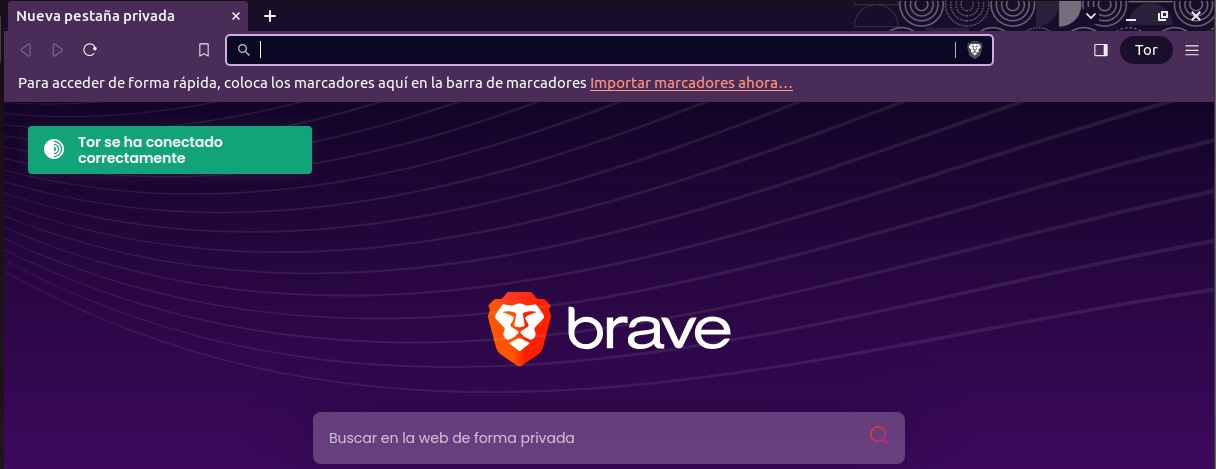 Nueva pestaña privada
Tor
Para acceder de forma rápida, coloca los marcadores aquí en la barra de marcadores Importar marcadores ahora...
Tor se ha conectado
correctamente
brave
Buscar en la web de forma privada